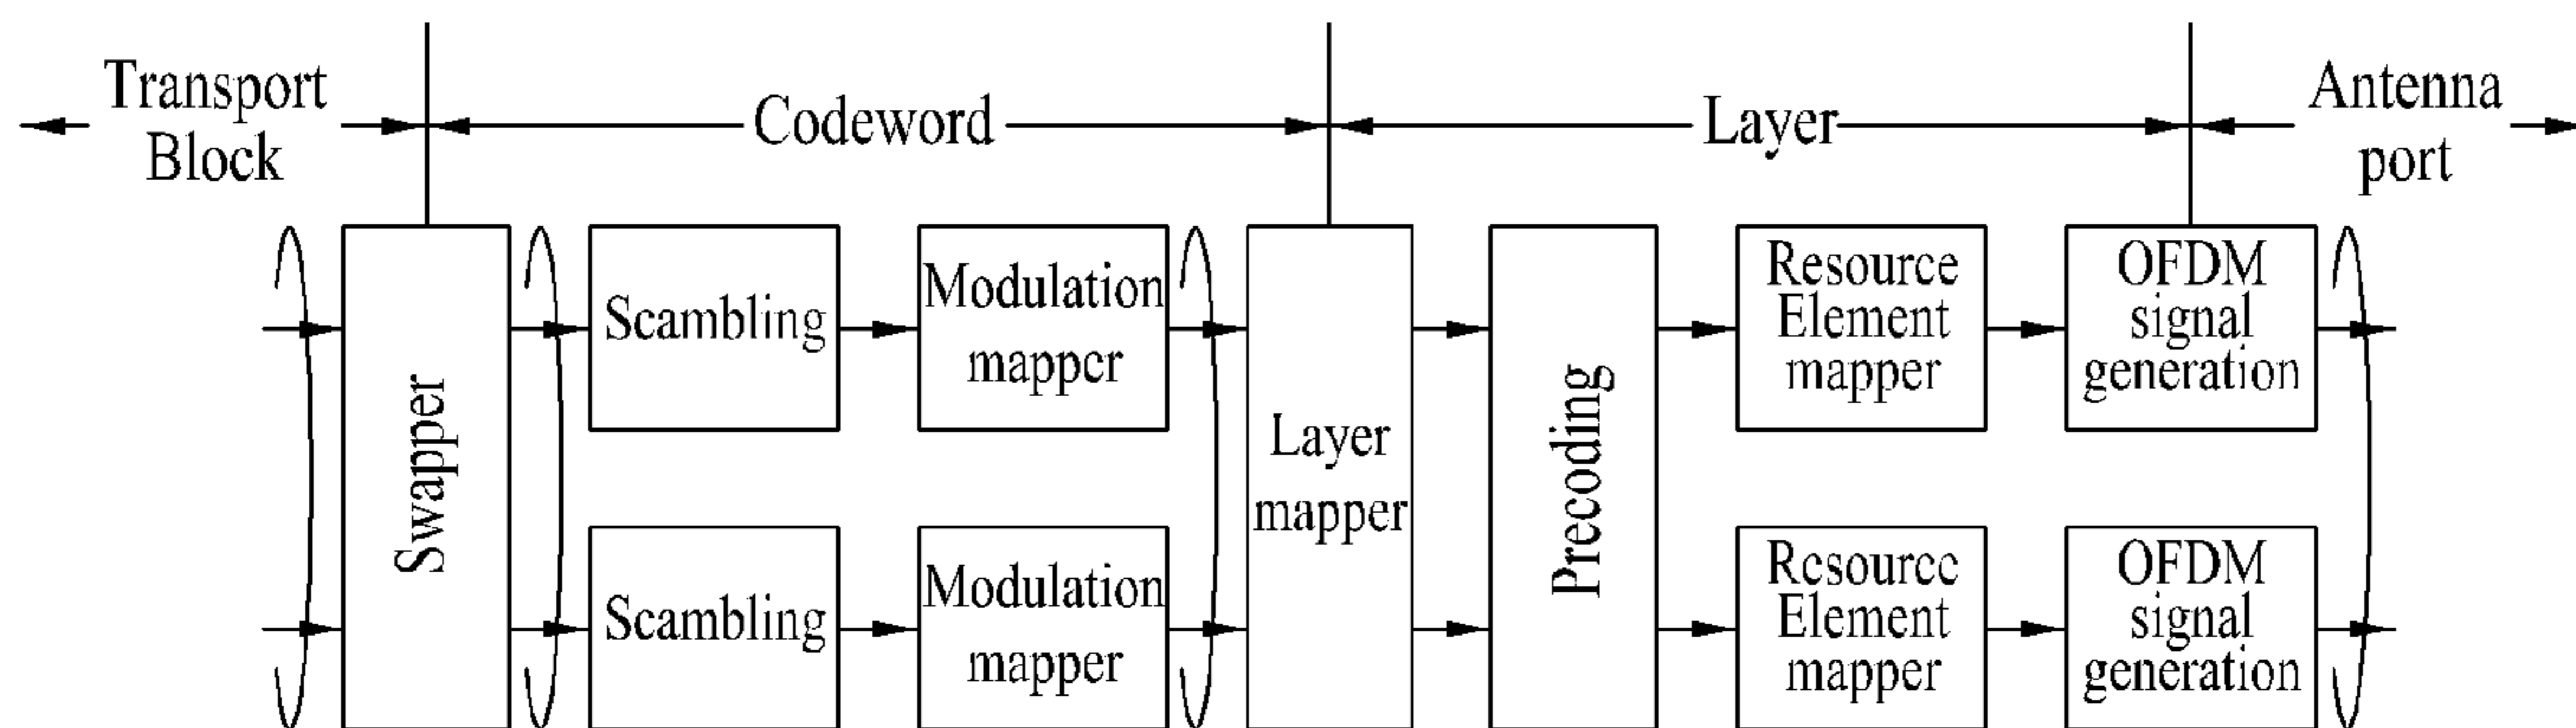 Transport
Block
Codeword
Layer
Antenna
port
Swapper
Scambling
Modulation
mapper
Scambling
Modulation
mapper
Layer
mapper
Precoding
Resource
Element
mapper
OFDM
signal
generation
Resource
Element
mapper
OFDM
signal
generation